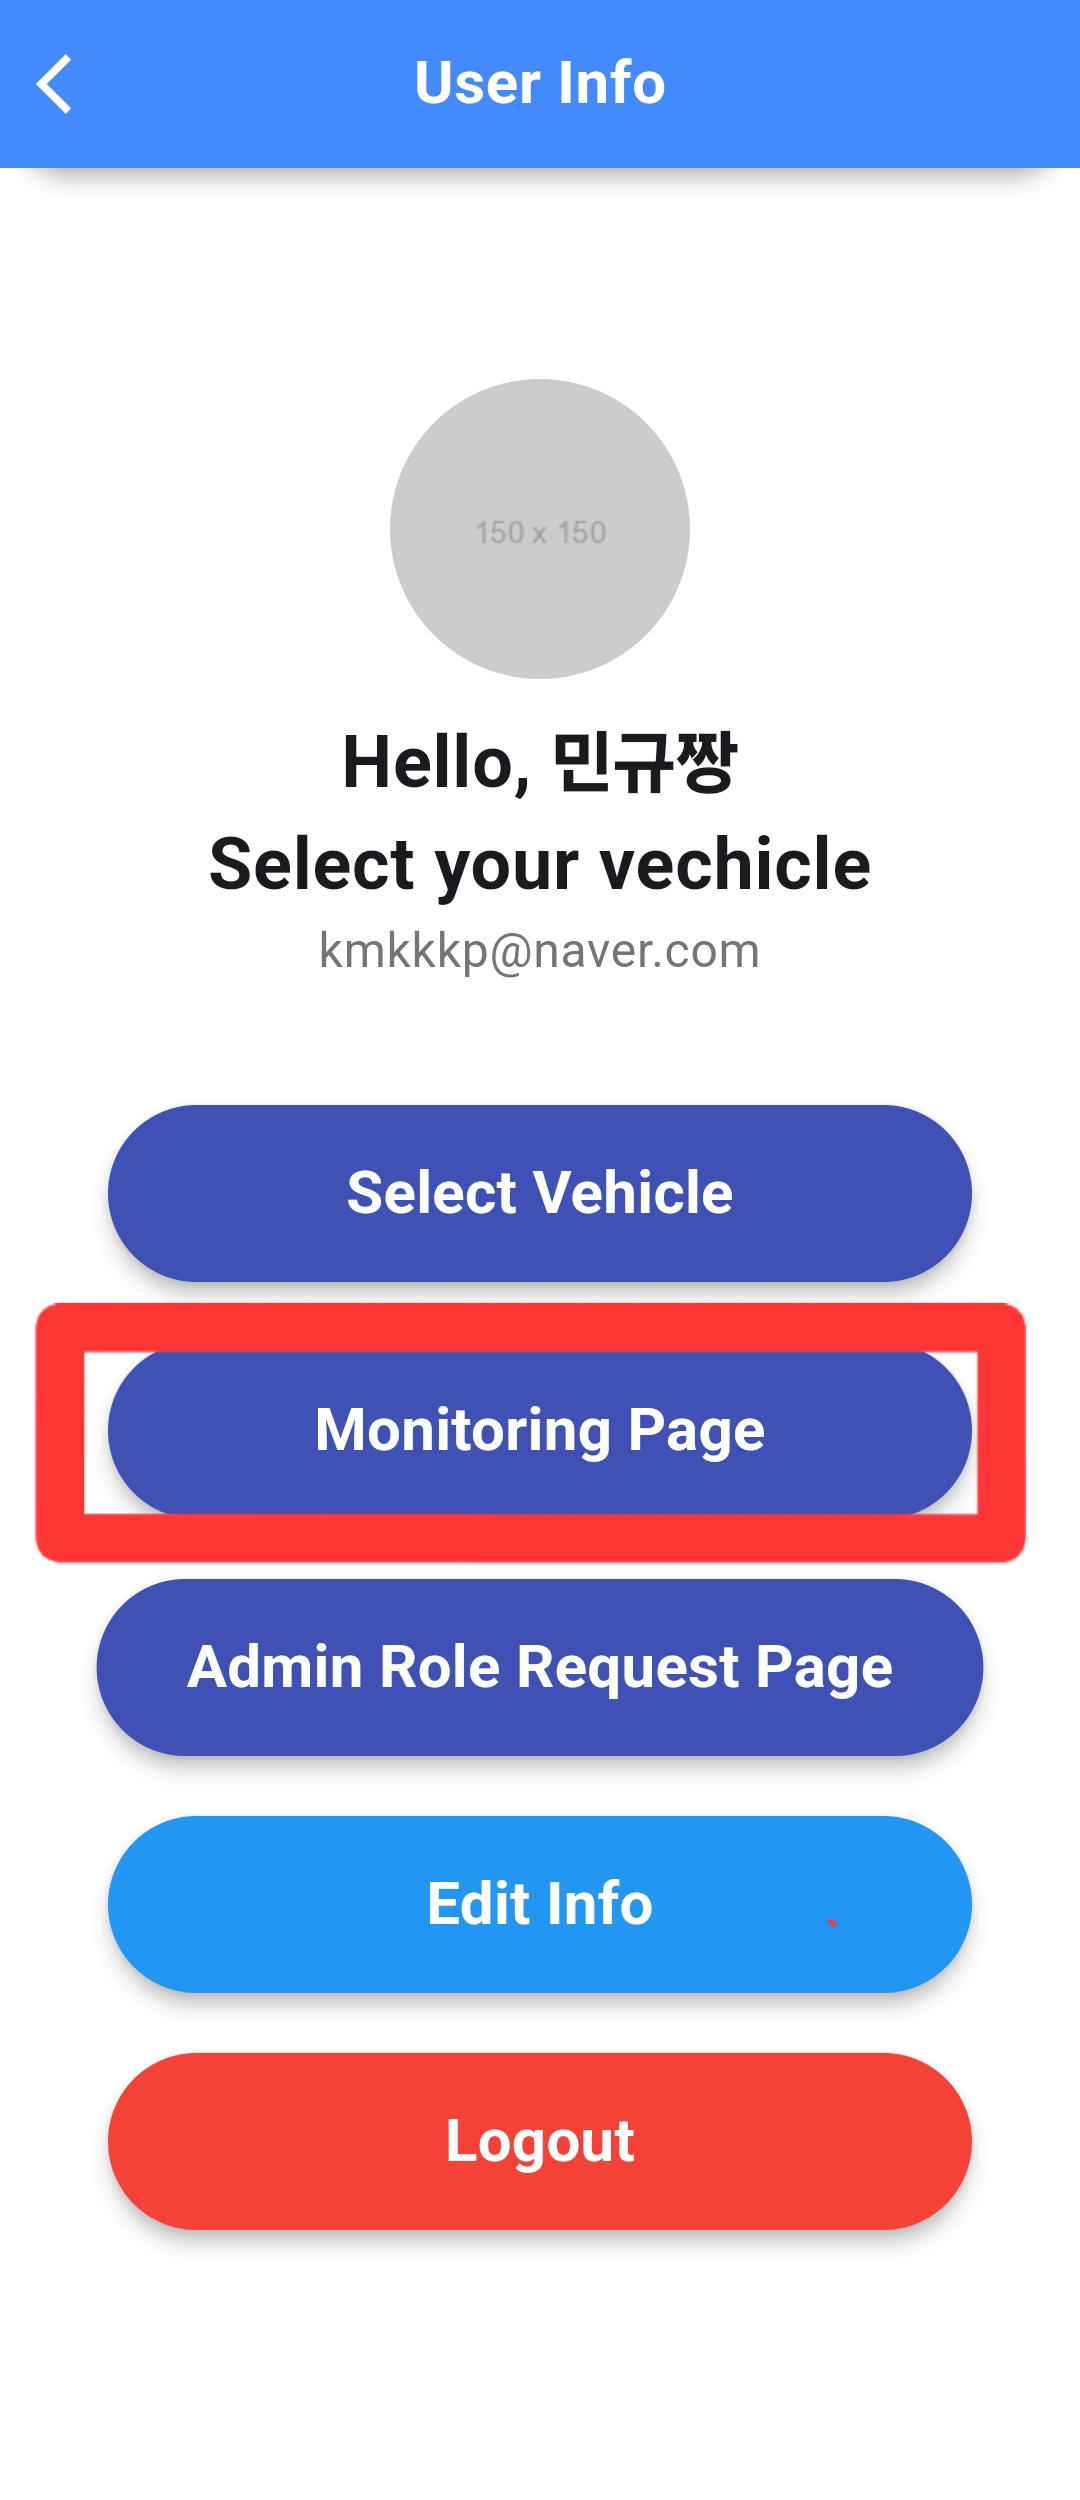 User Info
150 x 150
Hello, 민규짱
Select your vechicle
kmkkkp@naver.com
Select Vehicle
Monitoring Page
Admin Role Request Page
Edit Info
Logout